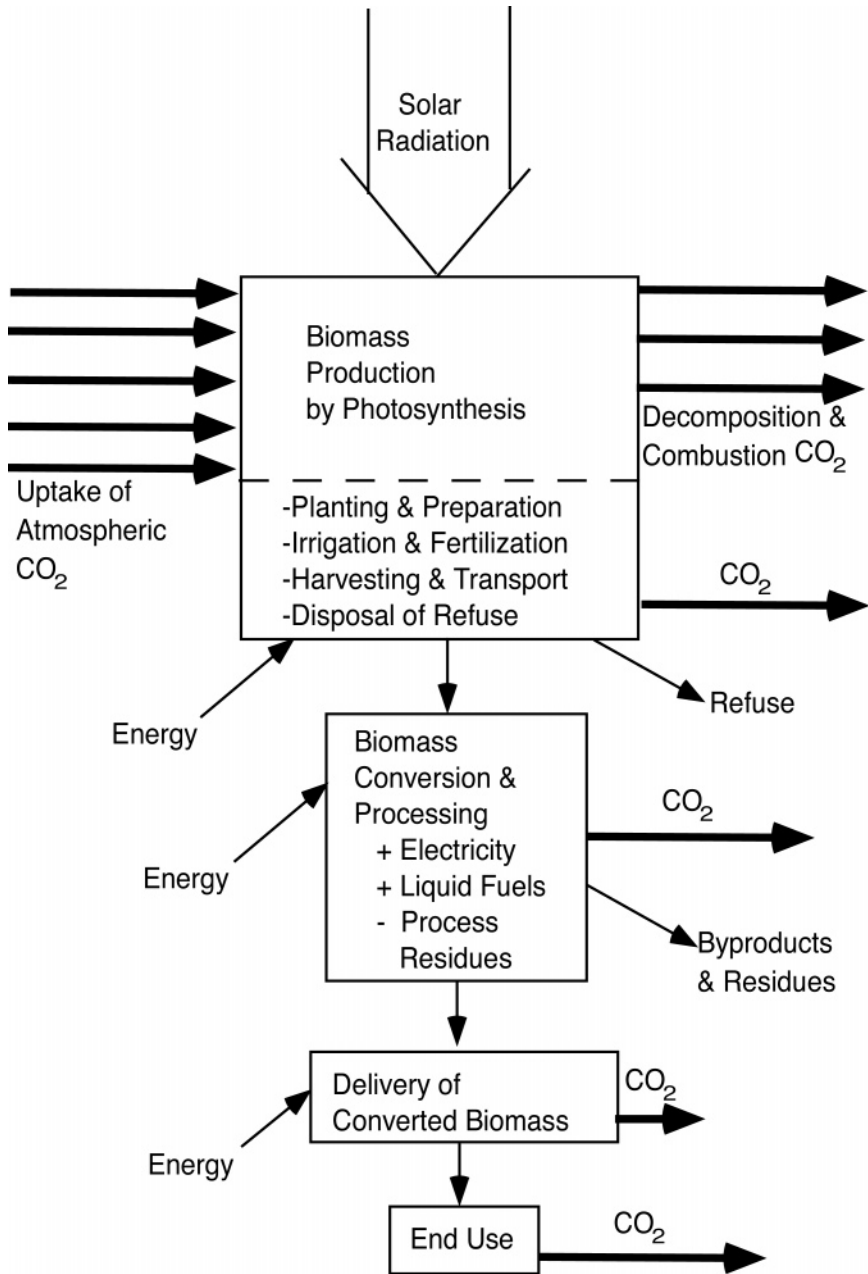 Solar
Radiation
Biomass
Production
by Photosynthesis
Decomposition &
Combustion CO₂
Uptake of
Atmospheric
CO₂
-Planting & Preparation
-Irrigation & Fertilization
-Harvesting & Transport
-Disposal of Refuse
CO₂
Energy
Refuse
Biomass
Conversion &
Processing
+ Electricity
+ Liquid Fuels
- Process
Residues
CO₂
Energy
Byproducts
& Residues
Delivery of
Converted Biomass
CO₂
Energy
End Use
CO₂